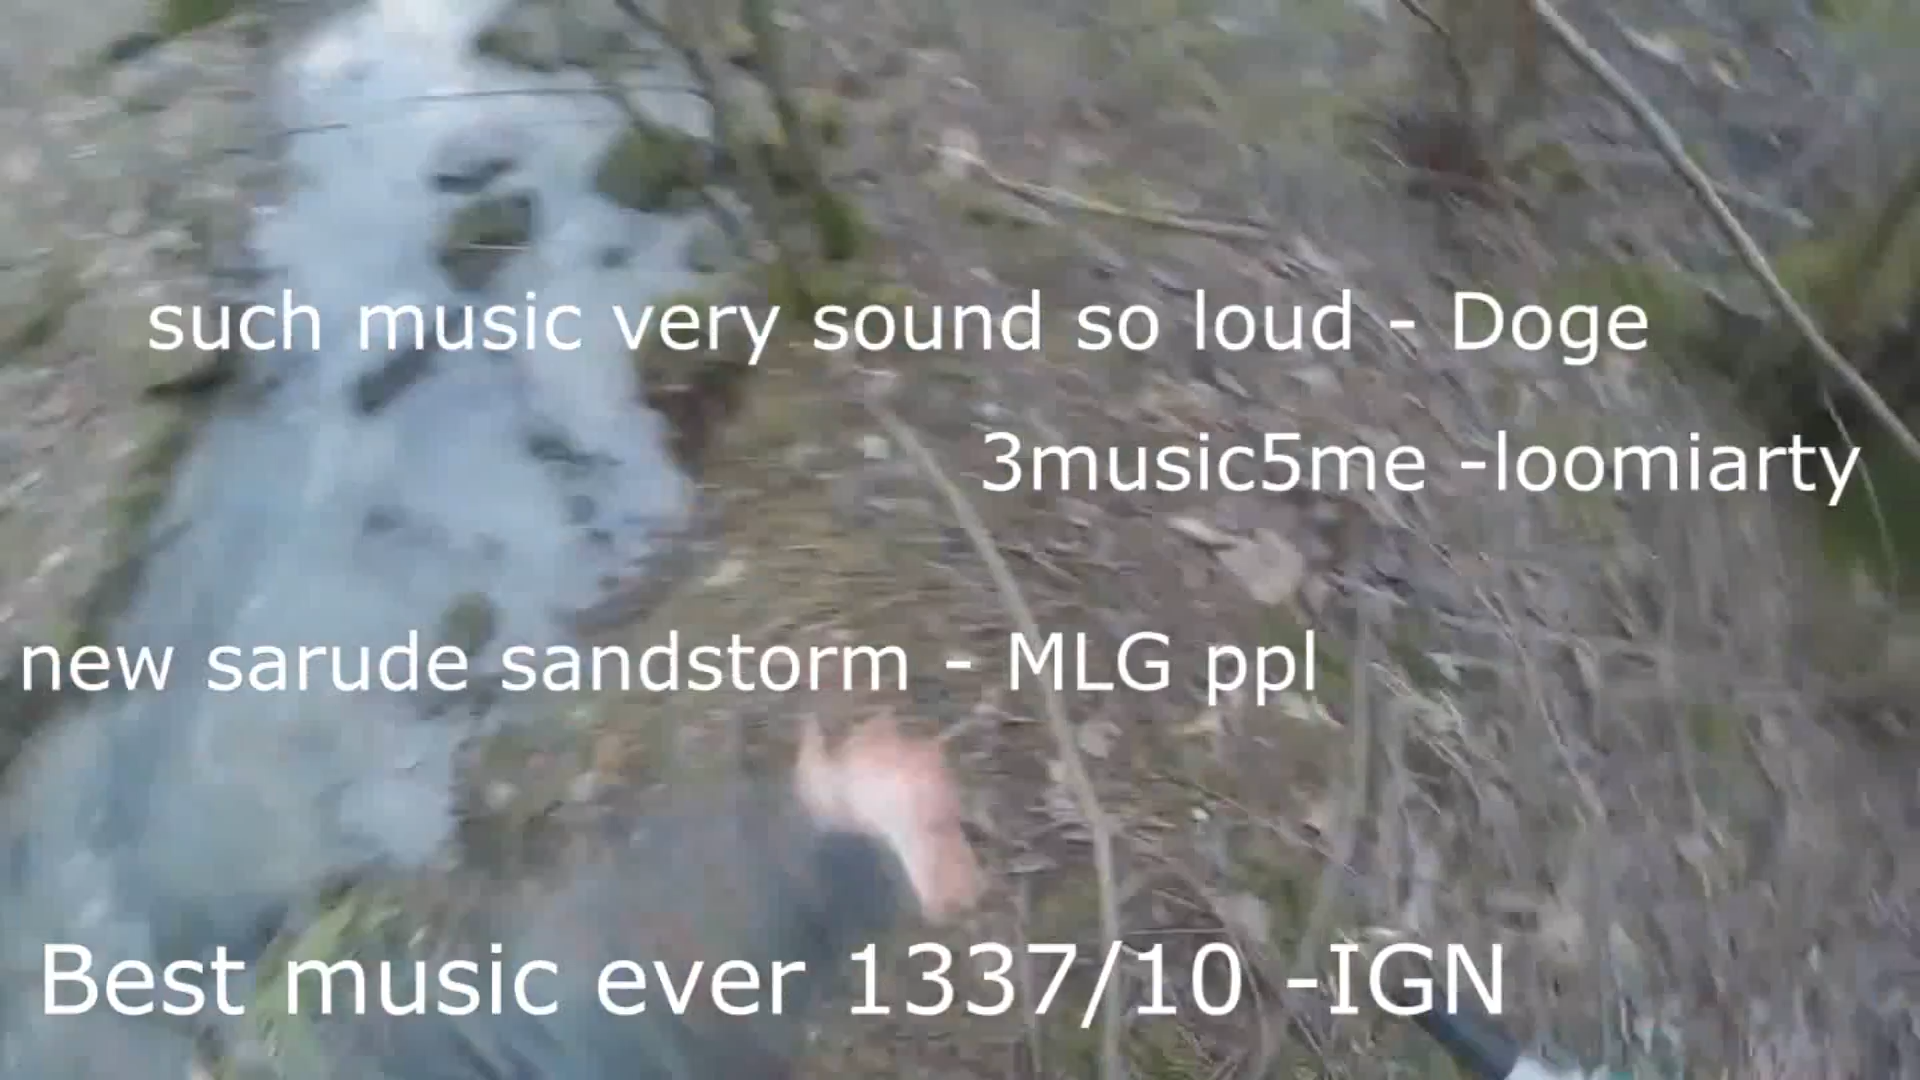 such music very sound so loud - Doge
3music5me -loomiarty
new sarude sandstorm - MLG ppl
Best music ever 1337/10 -IGN